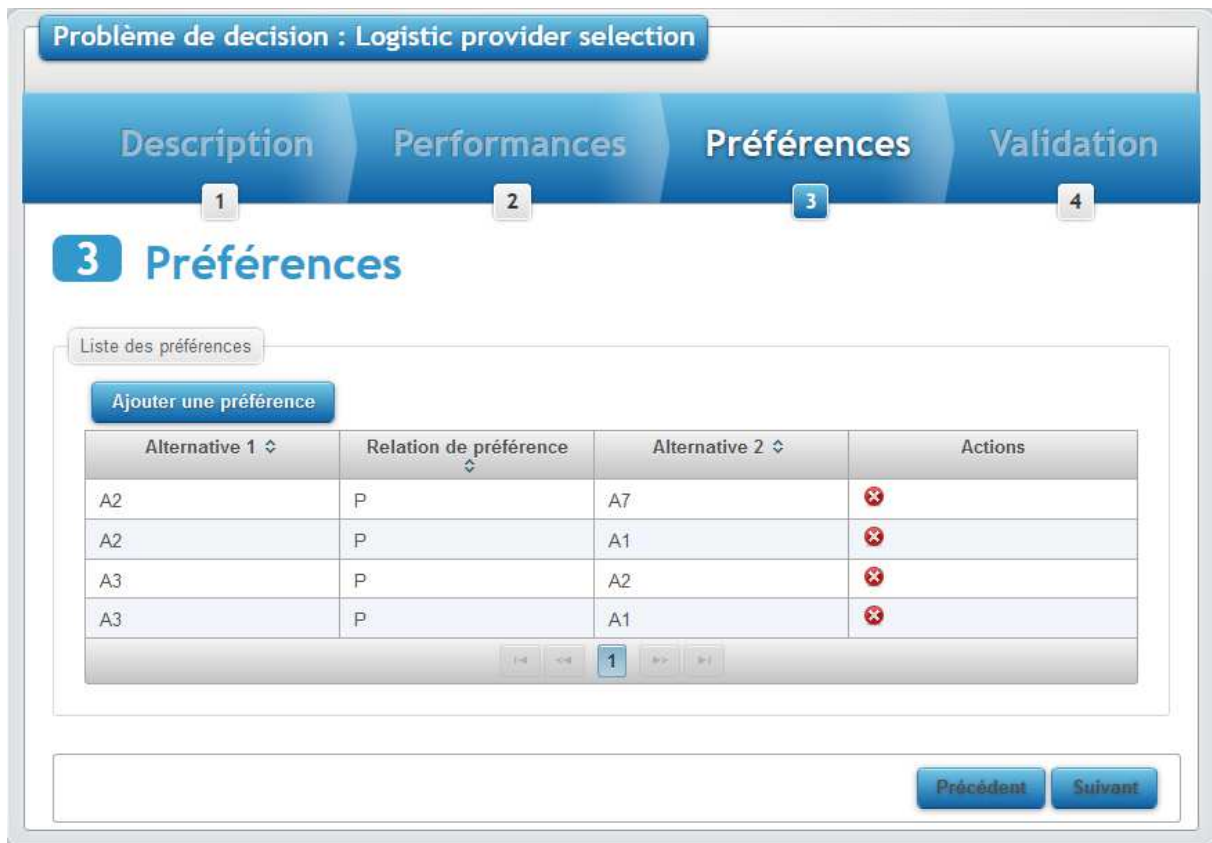 Problème de decision : Logistic provider selection
Description Performances Préférences Validation
1 2 3 4
3 Préférences
Liste des préférences
Ajouter une préférence
Alternative 1 Relation de préférence Alternative 2 Actions
A2 P A7
A2 P A1
A3 P A2
A3 P A1
1
Précédent Suivant